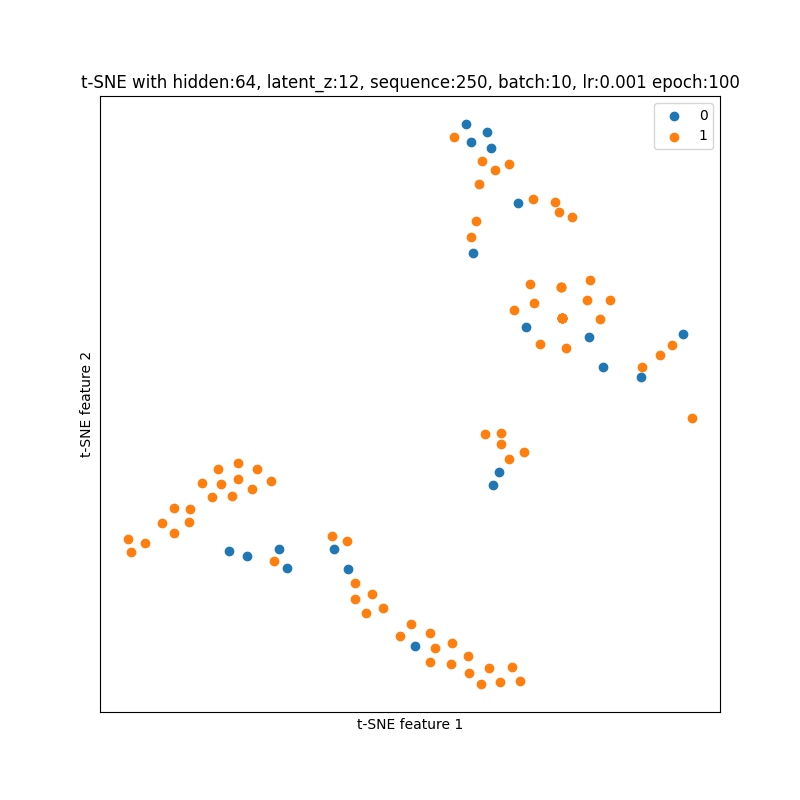 t-SNE with hidden:64, latent_z:12, sequence:250, batch:10, lr:0.001 epoch:100
0
1
t-SNE feature 2
t-SNE feature 1